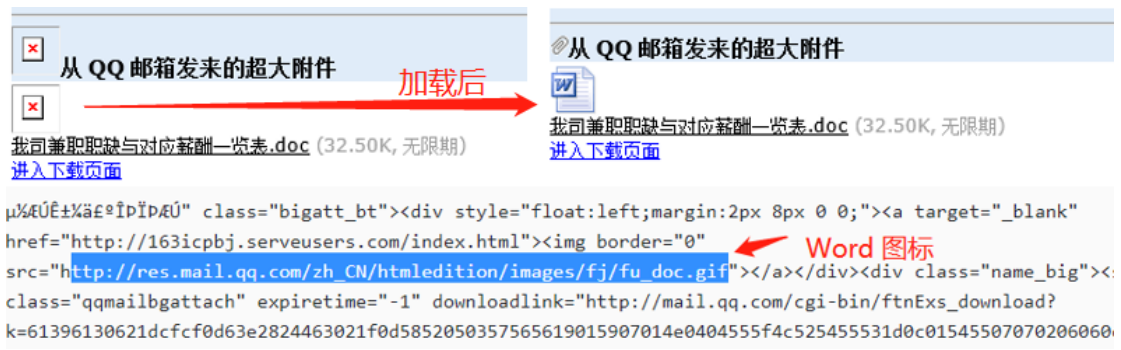 从 QQ 邮箱发来的超大附件
我司兼职职缺与对应薪酬一览表.doc (32.50K, 无限期)
进入下载页面
加载后
从 QQ 邮箱发来的超大附件
我司兼职职缺与对应薪酬一览表.doc (32.50K, 无限期)
进入下载页面
µ½ÆÚÊ±¼ä£ºÎÞÏÞÆÚ" class="bigatt_bt"><div style="float:left;margin:2px 8px 0 0;"><a target="_blank"
href="http://163icpbj.serveusers.com/index.html"><img border="0"
Word 图标
src="http://res.mail.qq.com/zh_CN/htmledition/images/fj/fu_doc.gif"></a></div><div class="name_big"><
class="qqmailbgattach" expiretime="-1" downloadlink="http://mail.qq.com/cgi-bin/ftnExs_download?